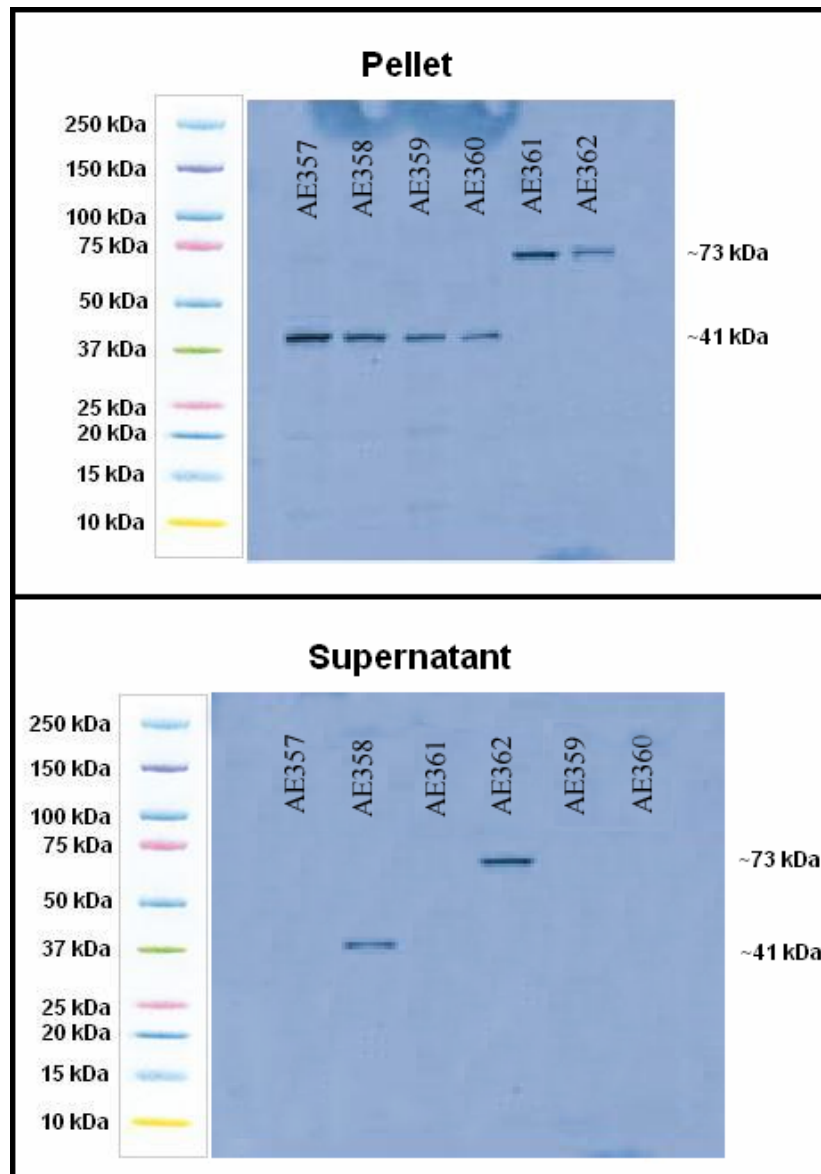 Pellet
250 kDa
150 kDa
100 kDa
75 kDa
50 kDa
37 kDa
25 kDa
20 kDa
15 kDa
10 kDa
AE357
AE358
AE359
AE360
AE361
AE362
~73 kDa
~41 kDa
Supernatant
250 kDa
150 kDa
100 kDa
75 kDa
50 kDa
37 kDa
25 kDa
20 kDa
15 kDa
10 kDa
AE357
AE358
AE361
AE362
AE359
AE360
~73 kDa
~41 kDa